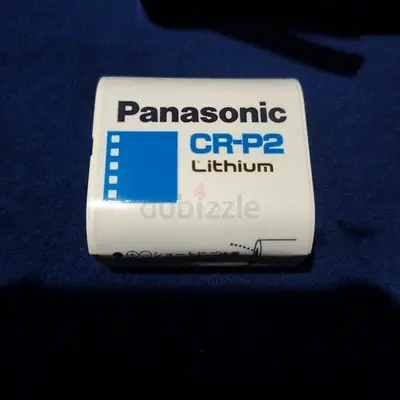 Panasonic
CR-P2
Lithium
dubizzle